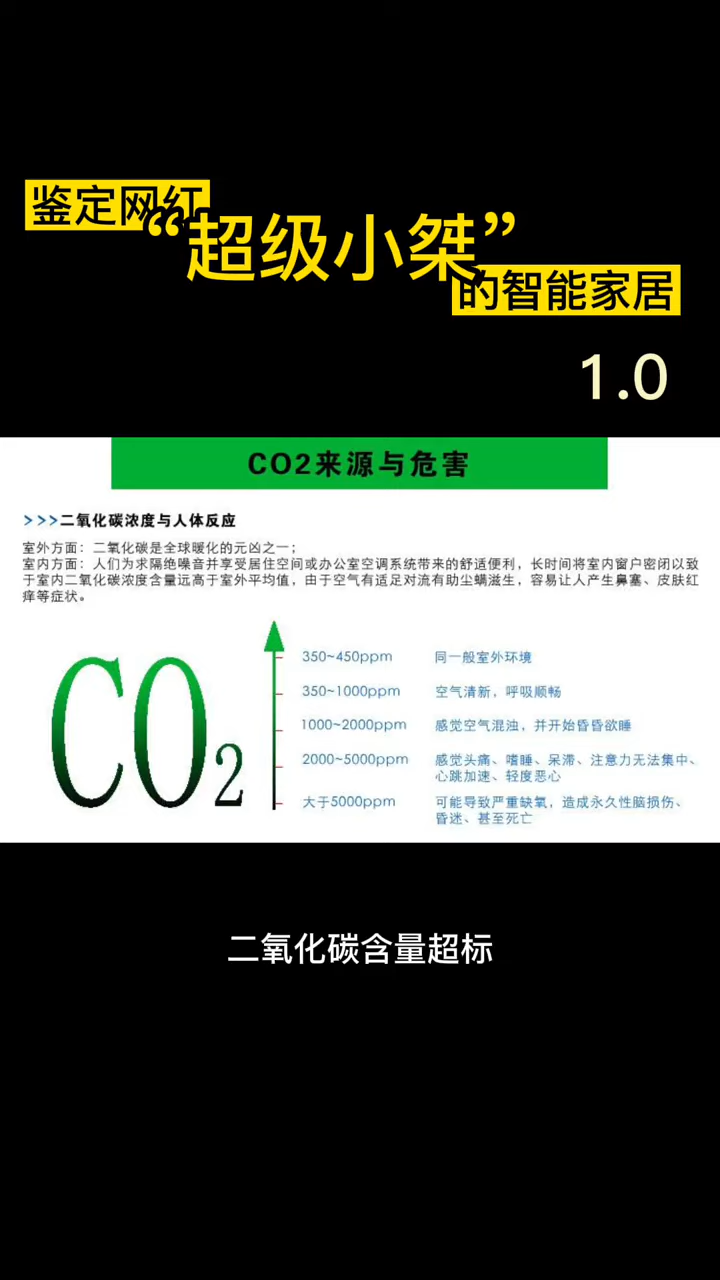 鉴定网红
“超级小桀”
的智能家居
1.0
CO2来源与危害
>>>二氧化碳浓度与人体反应
室外方面：二氧化碳是全球暖化的元凶之一；
室内方面：人们为求隔绝噪音并享受居住空间或办公室空调系统带来的舒适便利，长时间将室内窗户密闭以致
于室内二氧化碳浓度含量远高于室外平均值，由于空气有适足对流有助尘螨滋生，容易让人产生鼻塞、皮肤红
痒等症状。
CO2
350~450ppm 同一般室外环境
350~1000ppm 空气清新，呼吸顺畅
1000~2000ppm 感觉空气混浊，并开始昏昏欲睡
2000~5000ppm 感觉头痛、嗜睡、呆滞、注意力无法集中、
心跳加速、轻度恶心
大于5000ppm 可能导致严重缺氧，造成永久性脑损伤、
昏迷、甚至死亡
二氧化碳含量超标